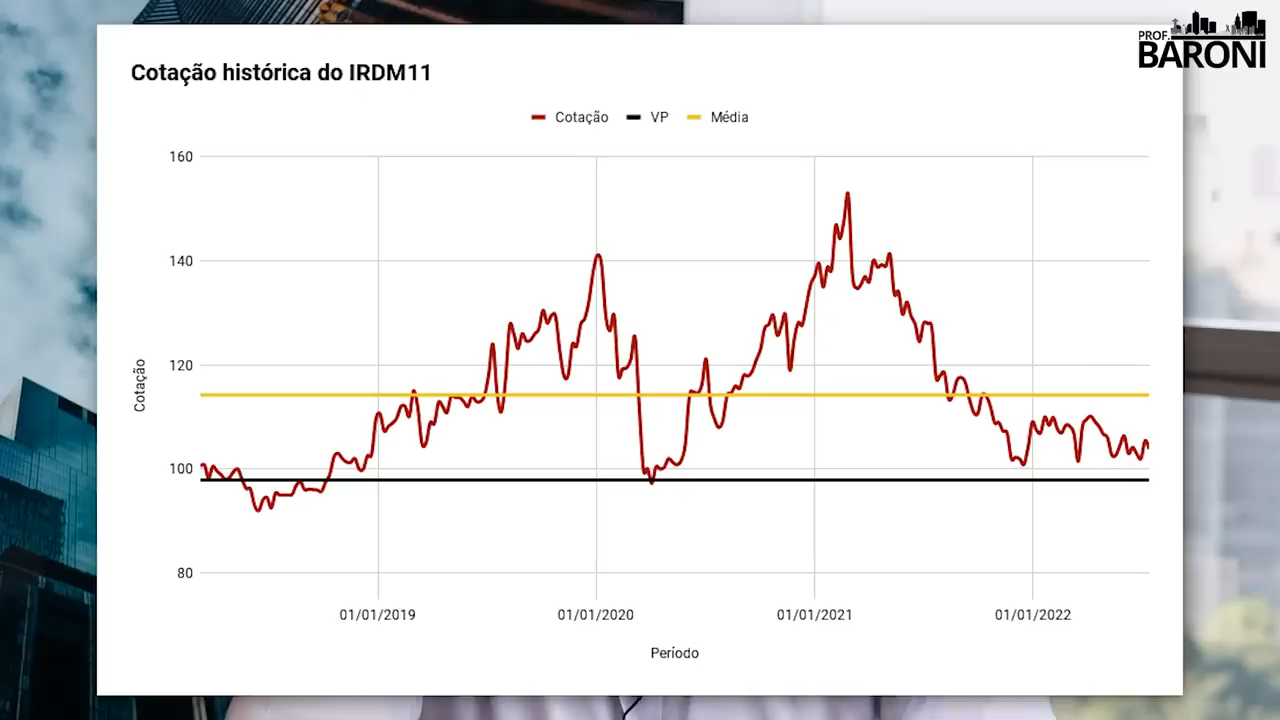 PROF.
BARONI
Cotação histórica do IRDM11
Cotação VP Média
160
140
120
100
80
Cotação
01/01/2019 01/01/2020 01/01/2021 01/01/2022
Período